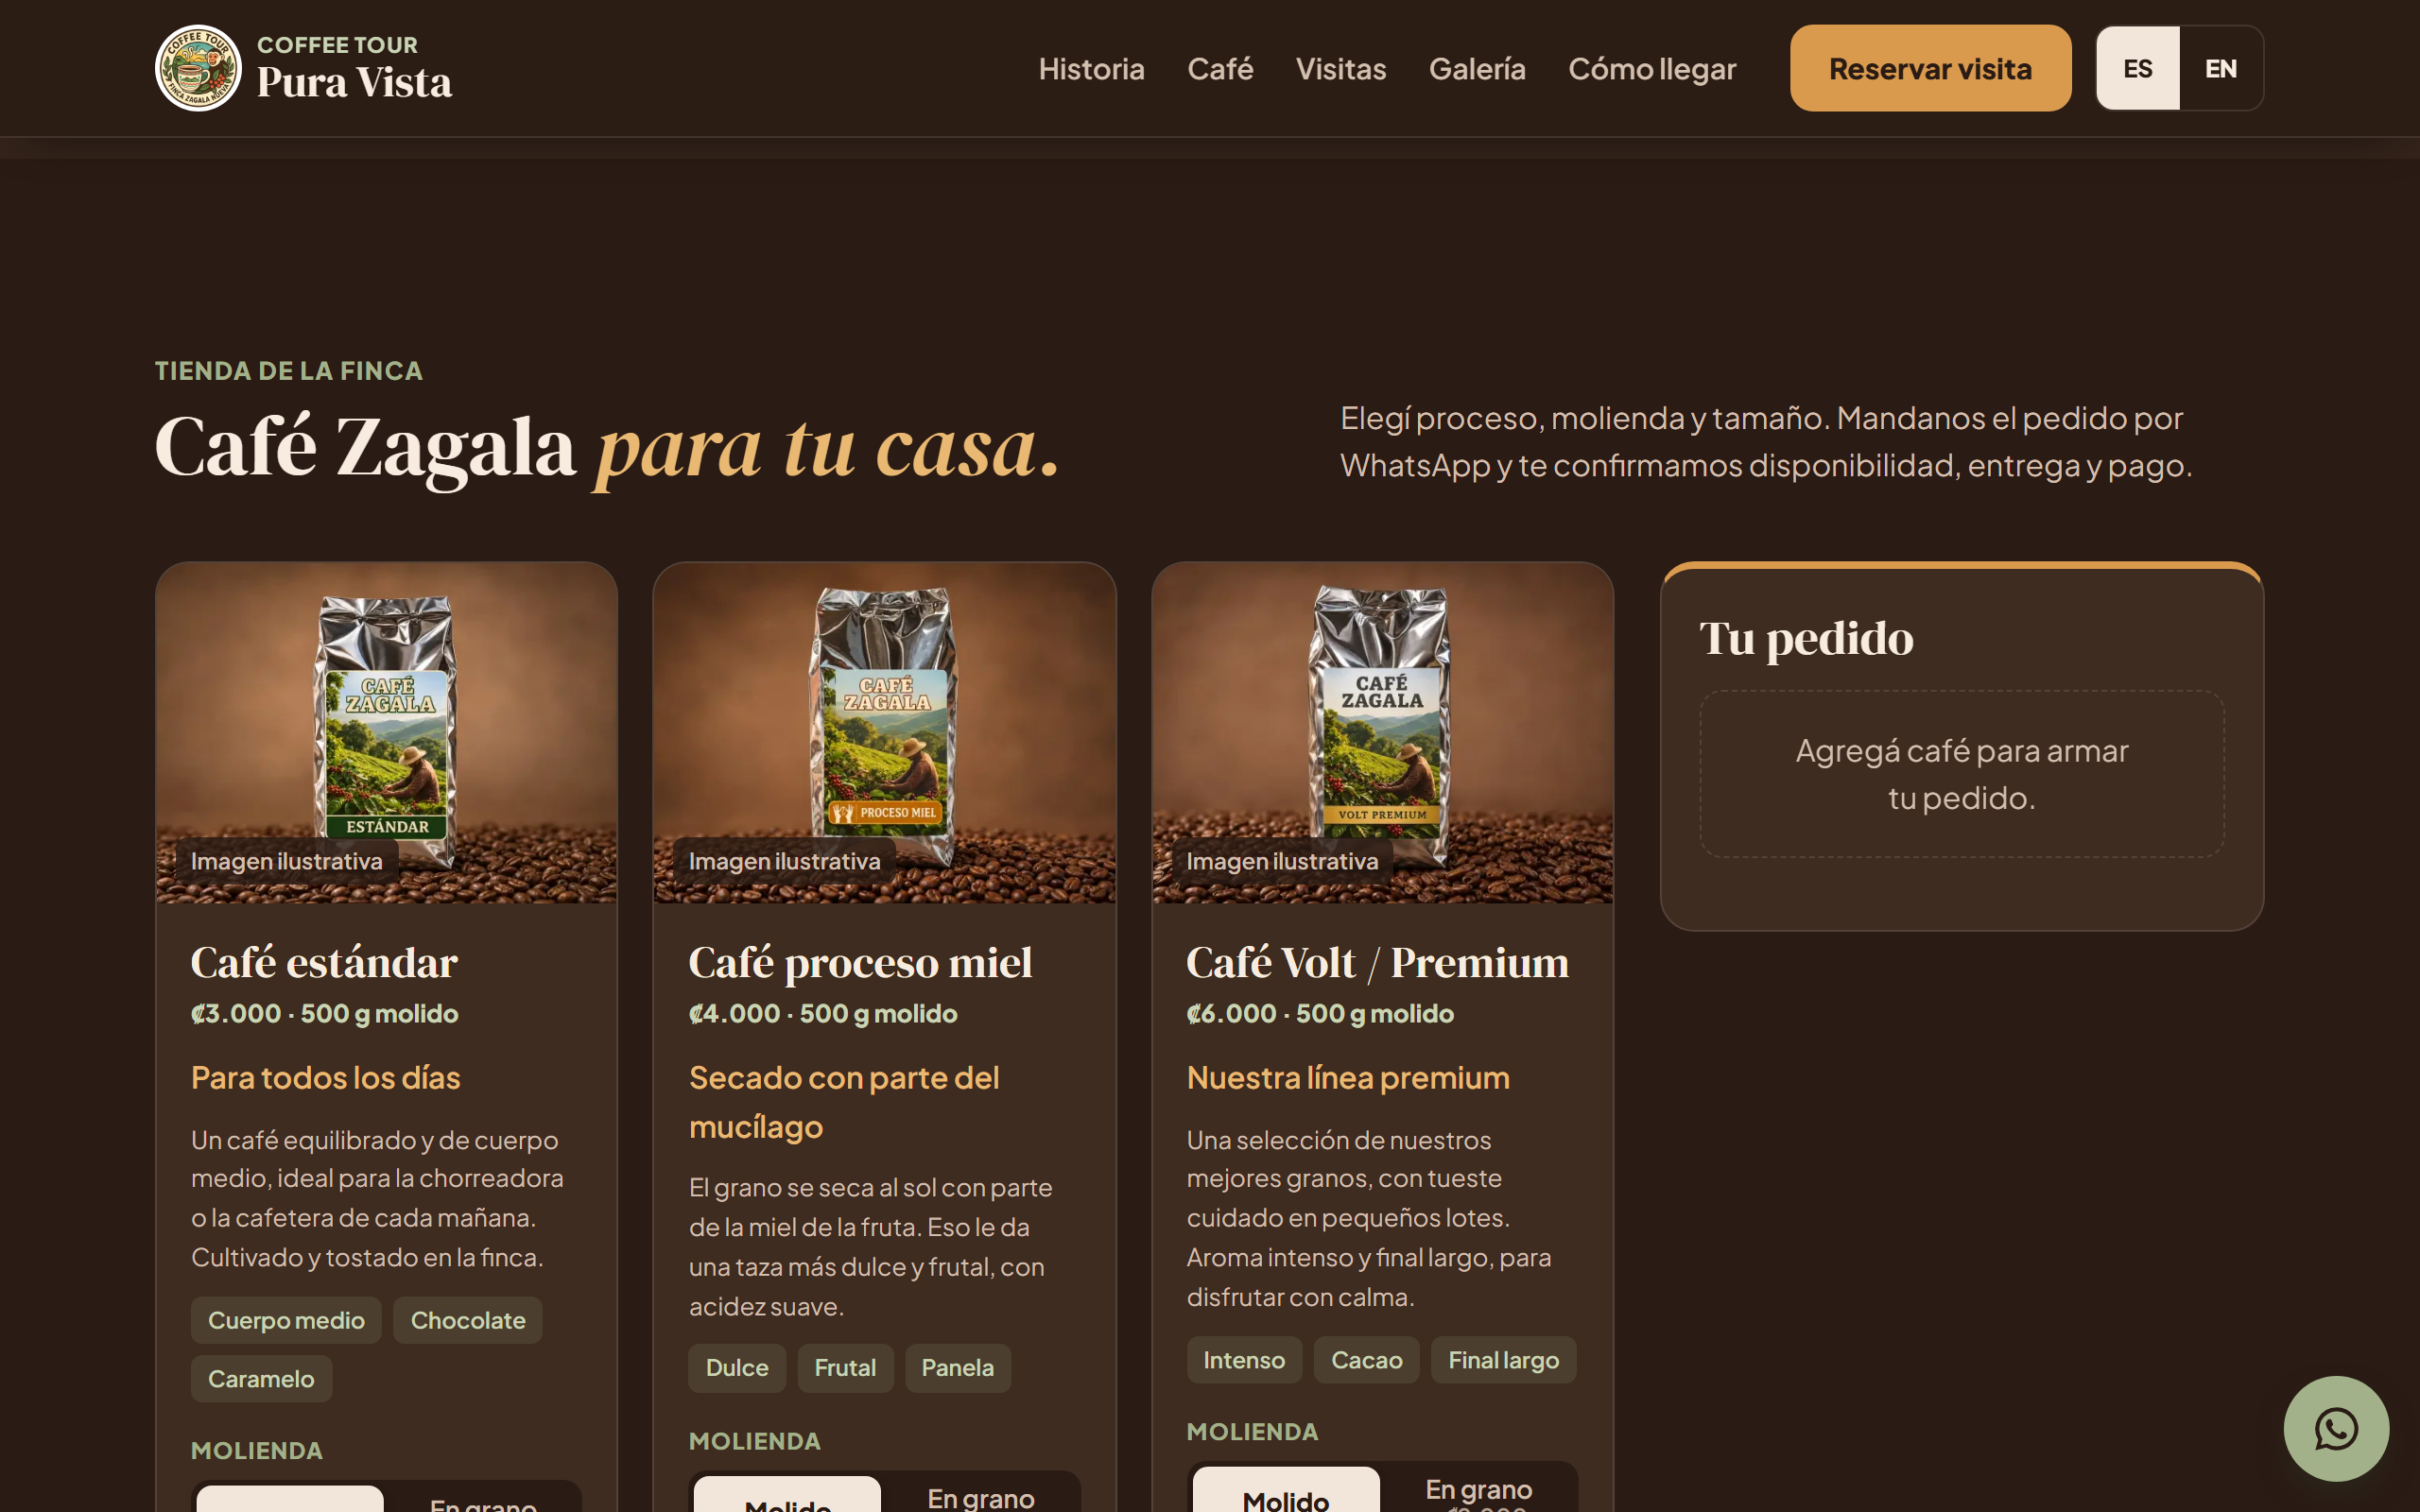 COFFEE TOUR
Pura Vista
Historia
Café
Visitas
Galería
Cómo llegar
Reservar visita
ES
EN
TIENDA DE LA FINCA
Café Zagala para tu casa.
Elegí proceso, molienda y tamaño. Mandanos el pedido por
WhatsApp y te confirmamos disponibilidad, entrega y pago.
CAFÉ
ZAGALA
ESTÁNDAR
Imagen ilustrativa
Café estándar
₡3.000 · 500 g molido
Para todos los días
Un café equilibrado y de cuerpo
medio, ideal para la chorreadora
o la cafetera de cada mañana.
Cultivado y tostado en la finca.
Cuerpo medio
Chocolate
Caramelo
MOLIENDA
En grano
CAFÉ
ZAGALA
PROCESO MIEL
Imagen ilustrativa
Café proceso miel
₡4.000 · 500 g molido
Secado con parte del
mucílago
El grano se seca al sol con parte
de la miel de la fruta. Eso le da
una taza más dulce y frutal, con
acidez suave.
Dulce
Frutal
Panela
MOLIENDA
Molido
En grano
CAFÉ
ZAGALA
VOLT PREMIUM
Imagen ilustrativa
Café Volt / Premium
₡6.000 · 500 g molido
Nuestra línea premium
Una selección de nuestros
mejores granos, con tueste
cuidado en pequeños lotes.
Aroma intenso y final largo, para
disfrutar con calma.
Intenso
Cacao
Final largo
MOLIENDA
Molido
En grano
Tu pedido
Agregá café para armar
tu pedido.